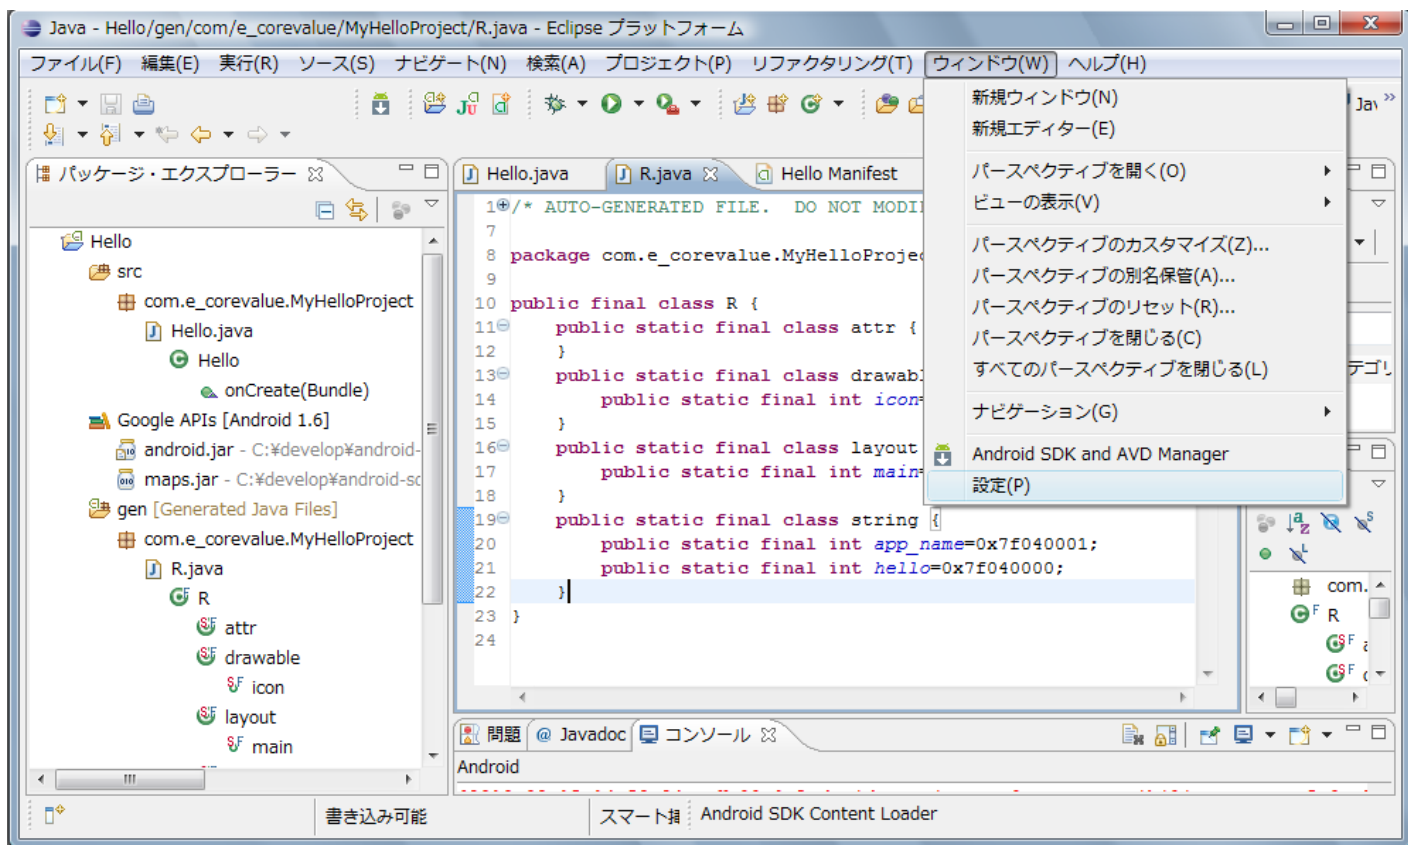 Java - Hello/gen/com/e_corevalue/MyHelloProject/R.java - Eclipse プラットフォーム
ファイル(F) 編集(E) 実行(R) ソース(S) ナビゲート(N) 検索(A) プロジェクト(P) リファクタリング(T) ウィンドウ(W) ヘルプ(H)
新規ウィンドウ(N)
新規エディター(E)
パースペクティブを開く(O)
ビューの表示(V)
パースペクティブのカスタマイズ(Z)...
パースペクティブの別名保管(A)...
パースペクティブのリセット(R)...
パースペクティブを閉じる(C)
すべてのパースペクティブを閉じる(L)
ナビゲーション(G)
Android SDK and AVD Manager
設定(P)
パッケージ・エクスプローラー
Hello
src
com.e_corevalue.MyHelloProject
Hello.java
Hello
onCreate(Bundle)
Google APIs [Android 1.6]
android.jar - C:¥develop¥android-
maps.jar - C:¥develop¥android-sc
gen [Generated Java Files]
com.e_corevalue.MyHelloProject
R.java
R
attr
drawable
icon
layout
main
Hello.java R.java Hello Manifest
1 /* AUTO-GENERATED FILE.  DO NOT MODI
7
8 package com.e_corevalue.MyHelloProje
9
10 public final class R {
11 public static final class attr {
12 }
13 public static final class drawab
14 public static final int icon=
15 }
16 public static final class layout
17 public static final int main=
18 }
19 public static final class string {
20 public static final int app_name=0x7f040001;
21 public static final int hello=0x7f040000;
22 }
23 }
24
com.
R
問題 @ Javadoc コンソール
Android
書き込み可能 スマート挿 Android SDK Content Loader